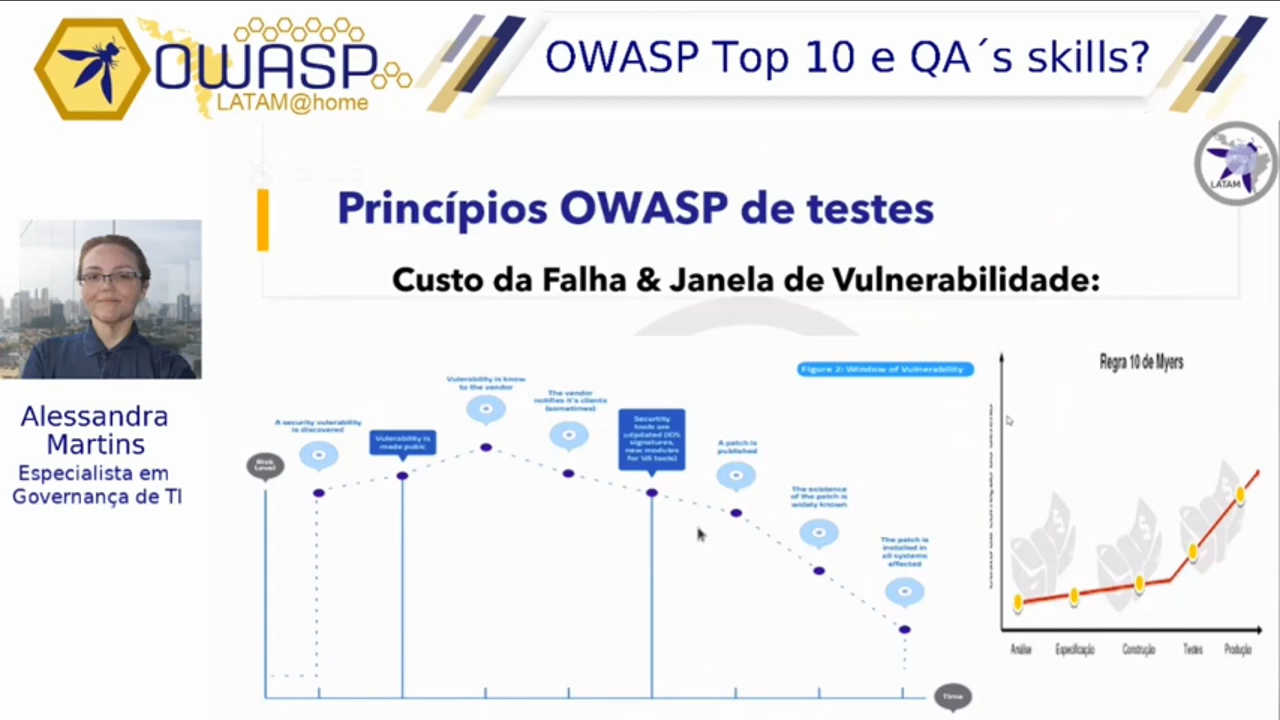 OWASP
LATAM@home
OWASP Top 10 e QA´s skills?
LATAM
Princípios OWASP de testes
Custo da Falha & Janela de Vulnerabilidade:
Alessandra
Martins
Especialista em
Governança de TI
Figure 2: Window of Vulnerability
Risk
Level
A security vulnerability
is discovered
Vulnerability is
made public
Vulnerability is know
to the vendor
The vendor
notifies it's clients
(sometimes)
Security
tools are
udpdated (IDS
signatures,
new modules
for VA tools)
A patch is
published
The existence
of the patch is
widely known
The patch is
installed in
all systems
affected
Time
Regra 10 de Myers
Análise
Especificação
Construção
Testes
Produção